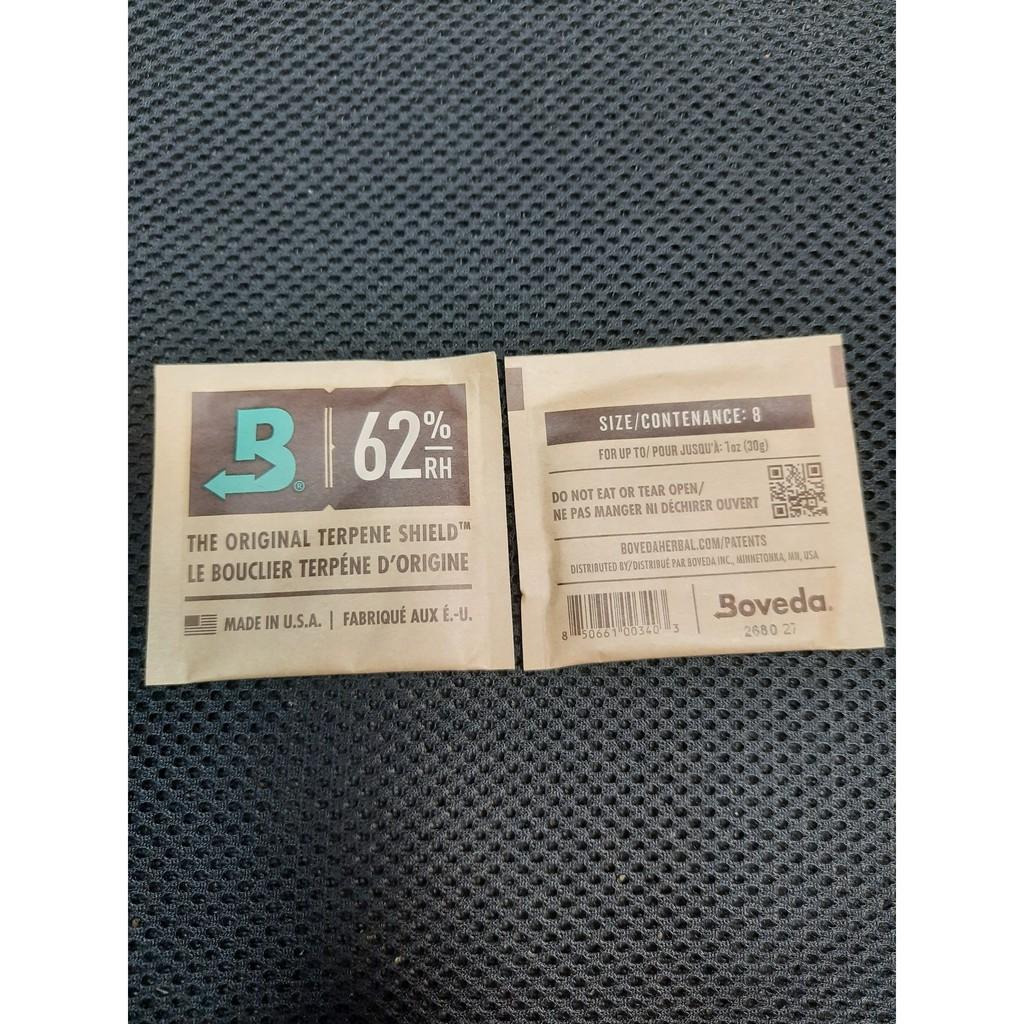 B®
62% RH
THE ORIGINAL TERPENE SHIELD™
LE BOUCLIER TERPÉNE D'ORIGINE
MADE IN U.S.A. | FABRIQUÉ AUX É.-U.
SIZE/CONTENANCE: 8
FOR UP TO/ POUR JUSQU'À: 1oz (30g)
DO NOT EAT OR TEAR OPEN/
NE PAS MANGER NI DÉCHIRER OUVERT
BOVEDAHERBAL.COM/PATENTS
DISTRIBUTED BY/DISTRIBUÉ PAR BOVEDA INC., MINNETONKA, MN, USA
8 50661 00340 3
Boveda.
2680 27